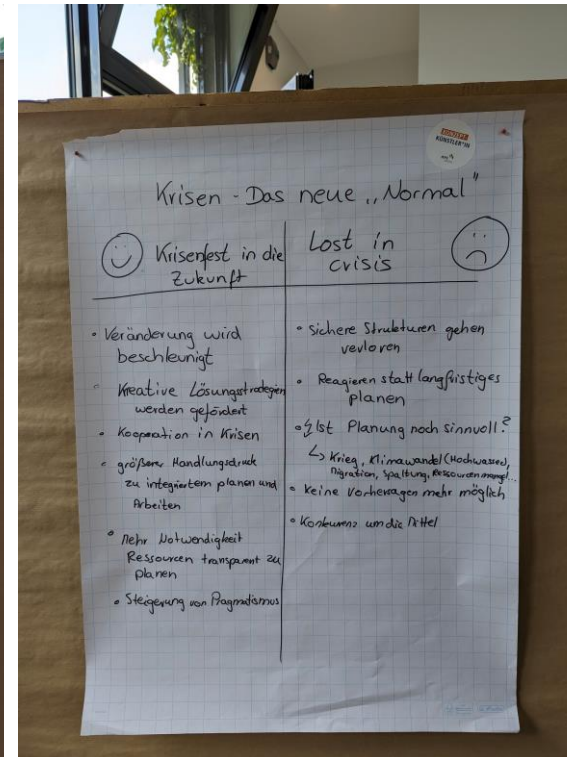 KONZEPT
KÜNSTLER*IN
Krisen - Das neue „Normal"
Krisenfest in die
Zukunft
• Veränderung wird
beschleunigt
• Kreative Lösungsstrategien
werden gefördert
• Kooperation in Krisen
• größerer Handlungsdruck
zu integriertem planen und
Arbeiten
• mehr Notwendigkeit
Ressourcen transparent zu
planen
• Steigerung von Pragmatismus
Lost in
crisis
• sichere Strukturen gehen
verloren
• Reagieren statt langfristiges
planen
• Ist Planung noch sinnvoll?
↳ Krieg, Klimawandel (Hochwasser),
Migration, Spaltung, Ressourcenmangel...
• keine Vorhersagen mehr möglich
• Konkurrenz um die Mittel